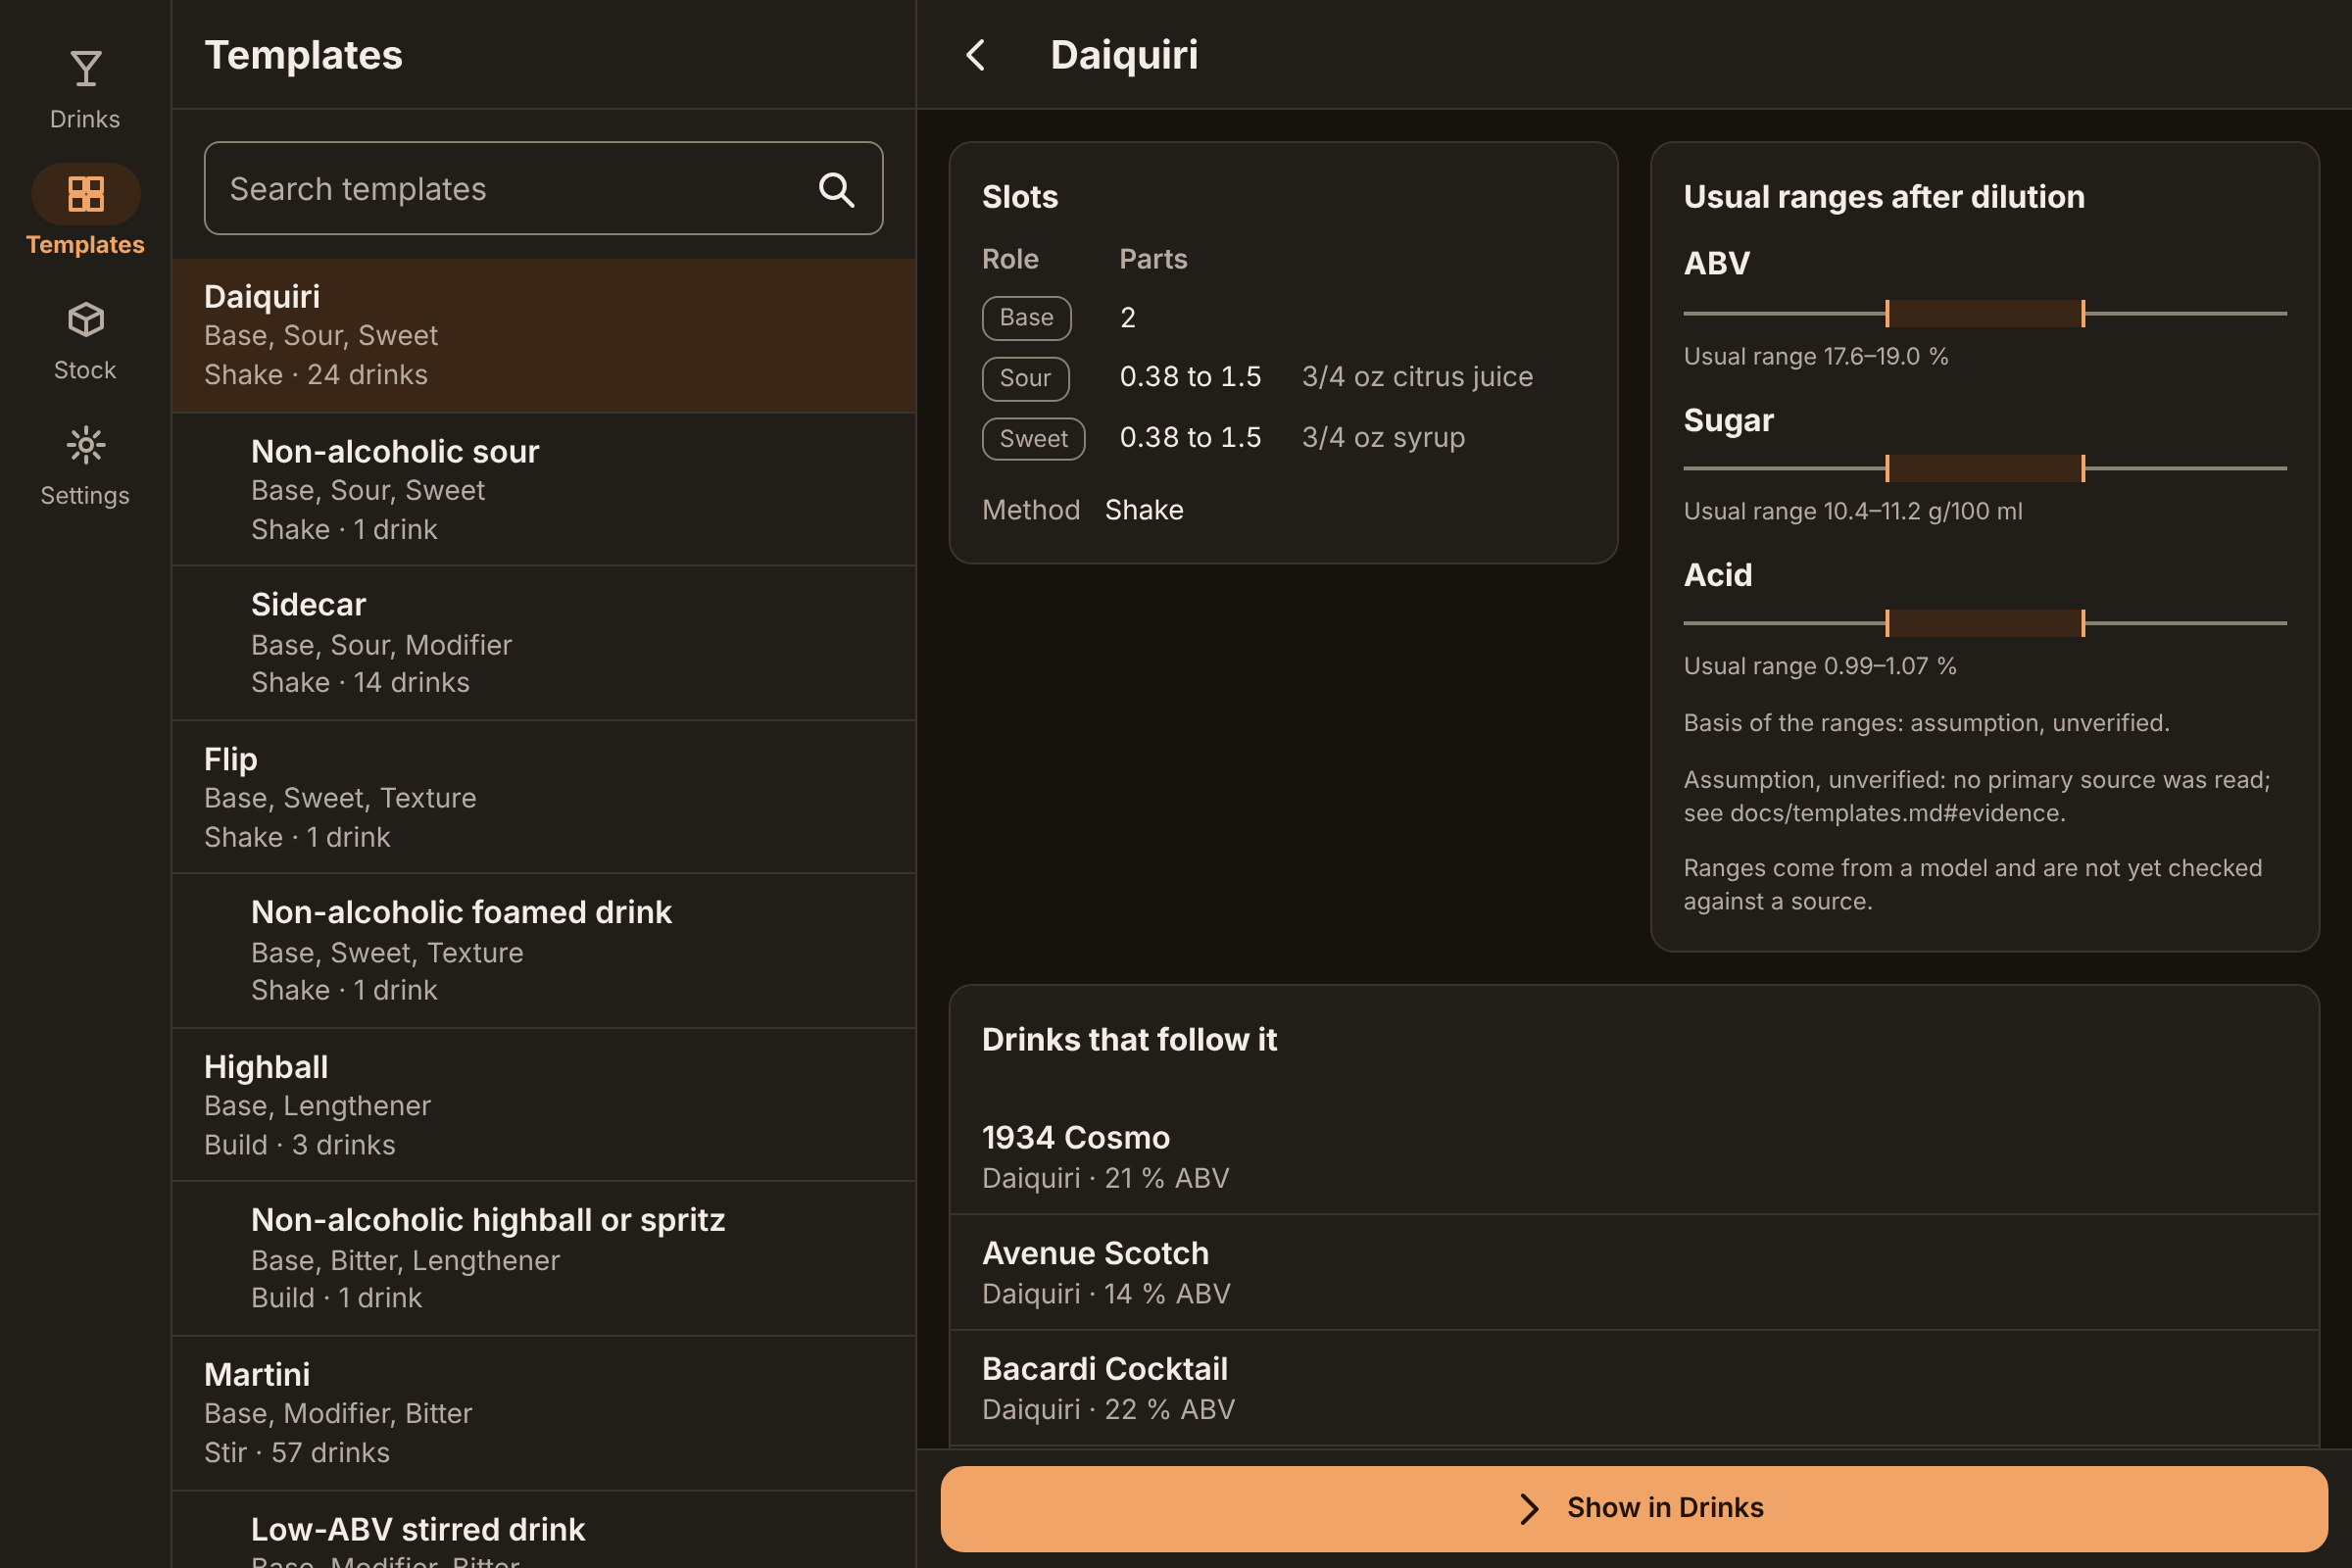 Drinks
Templates
Stock
Settings
Templates
Search templates
Daiquiri
Base, Sour, Sweet
Shake · 24 drinks
Non-alcoholic sour
Base, Sour, Sweet
Shake · 1 drink
Sidecar
Base, Sour, Modifier
Shake · 14 drinks
Flip
Base, Sweet, Texture
Shake · 1 drink
Non-alcoholic foamed drink
Base, Sweet, Texture
Shake · 1 drink
Highball
Base, Lengthener
Build · 3 drinks
Non-alcoholic highball or spritz
Base, Bitter, Lengthener
Build · 1 drink
Martini
Base, Modifier, Bitter
Stir · 57 drinks
Low-ABV stirred drink
Base, Modifier, Bitter
Daiquiri
Slots
Role Parts
Base 2
Sour 0.38 to 1.5 3/4 oz citrus juice
Sweet 0.38 to 1.5 3/4 oz syrup
Method Shake
Usual ranges after dilution
ABV
Usual range 17.6–19.0 %
Sugar
Usual range 10.4–11.2 g/100 ml
Acid
Usual range 0.99–1.07 %
Basis of the ranges: assumption, unverified.
Assumption, unverified: no primary source was read;
see docs/templates.md#evidence.
Ranges come from a model and are not yet checked
against a source.
Drinks that follow it
1934 Cosmo
Daiquiri · 21 % ABV
Avenue Scotch
Daiquiri · 14 % ABV
Bacardi Cocktail
Daiquiri · 22 % ABV
Show in Drinks